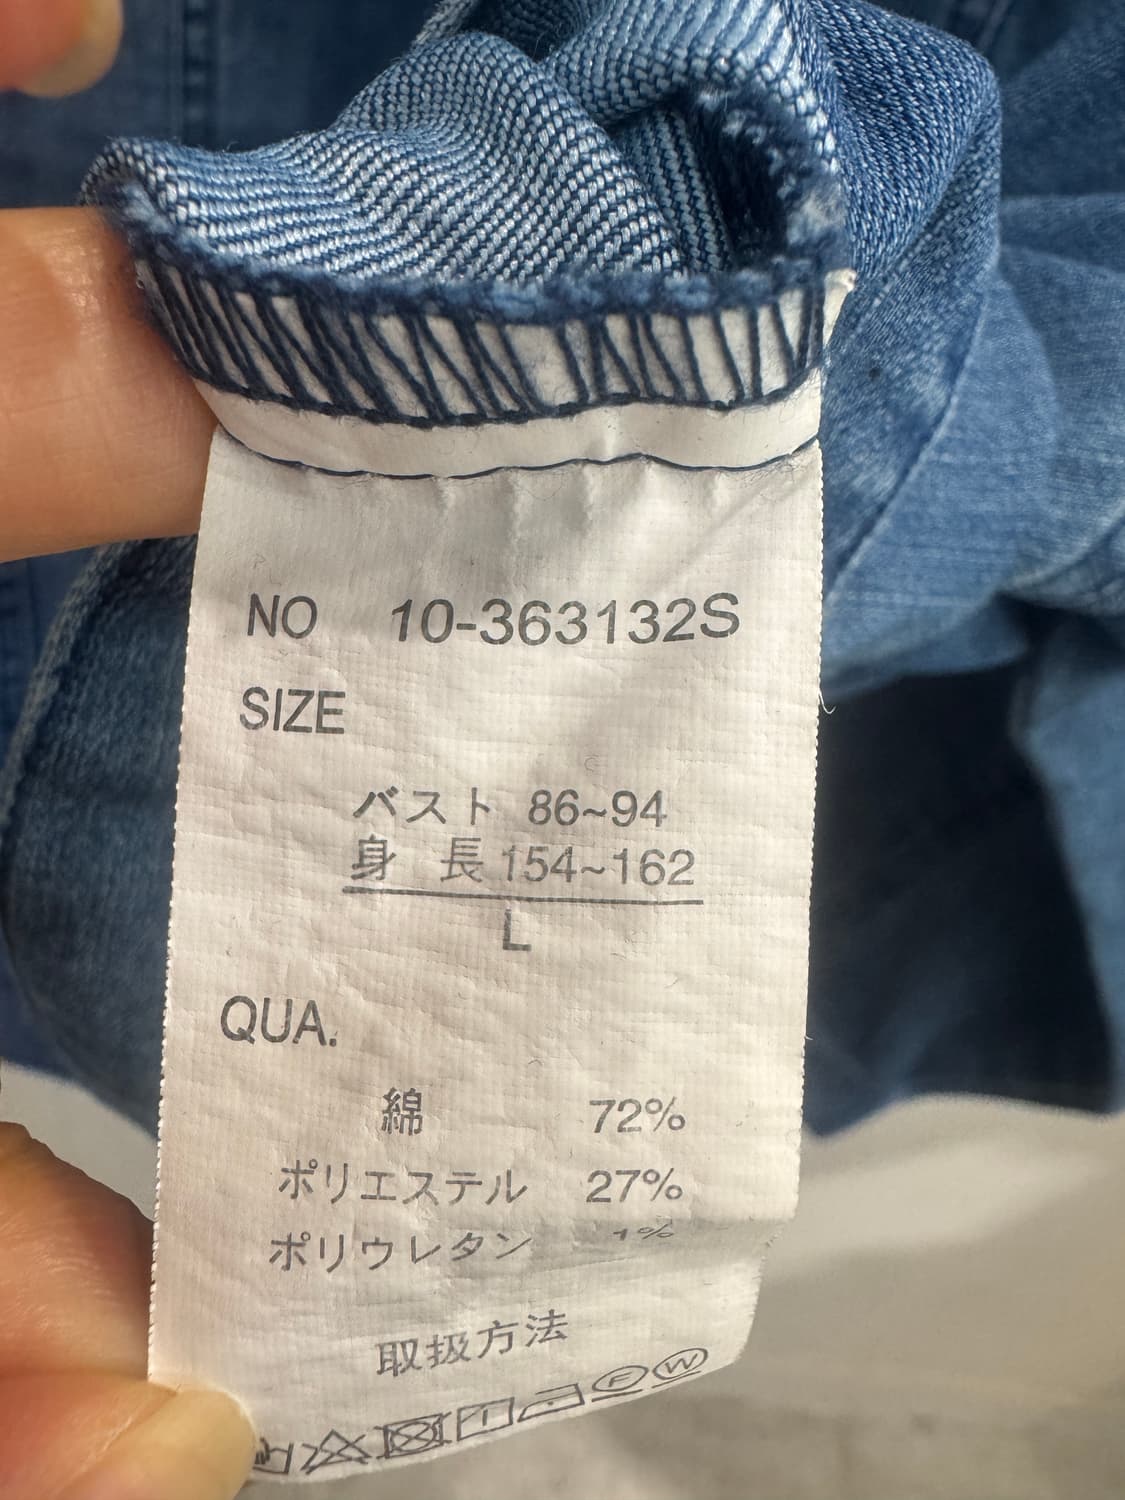 NO 10-363132S
SIZE
バスト 86~94
身 長 154~162
L
QUA.
綿 72%
ポリエステル 27%
ポリウレタン 1%
取扱方法
F W